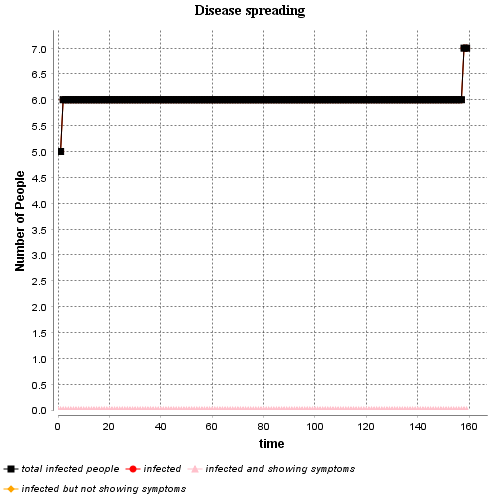 Disease spreading
Number of People
7.0
6.5
6.0
5.5
5.0
4.5
4.0
3.5
3.0
2.5
2.0
1.5
1.0
0.5
0.0
0 20 40 60 80 100 120 140 160
time
total infected people infected infected and showing symptoms
infected but not showing symptoms